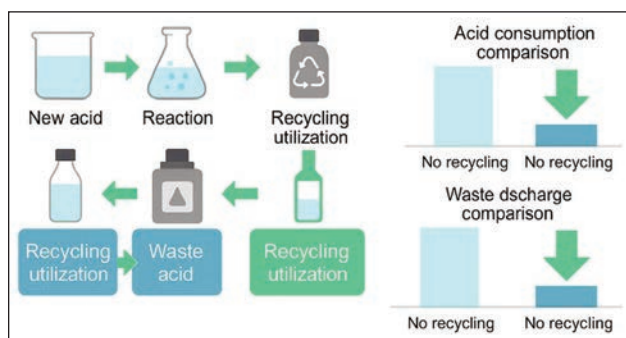 New acid
Reaction
Recycling
utilization
Recycling
utilization
Waste
acid
Recycling
utilization
Acid consumption
comparison
No recycling
No recycling
Waste dscharge
comparison
No recycling
No recycling